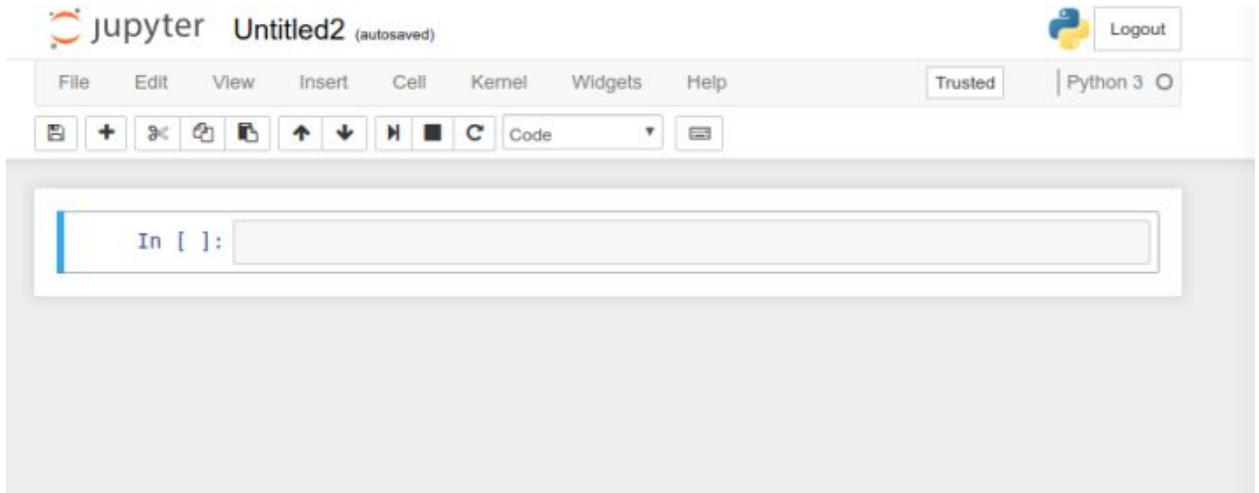 jupyter Untitled2 (autosaved) Logout
File Edit View Insert Cell Kernel Widgets Help Trusted Python 3
Code
In [ ]: